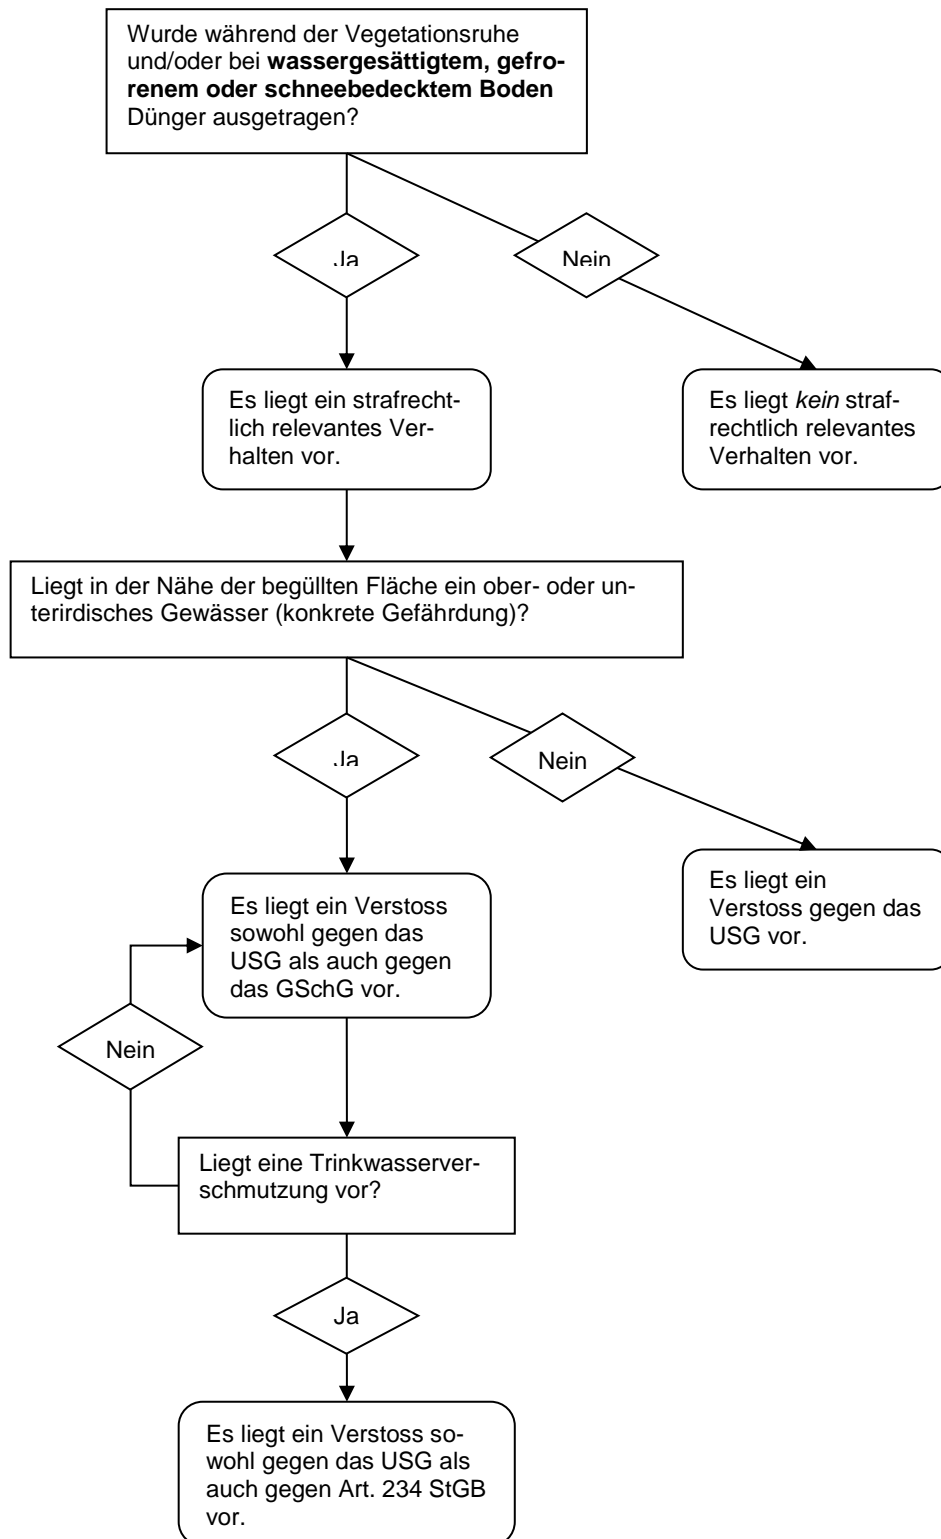 Wurde während der Vegetationsruhe
und/oder bei wassergesättigtem, gefro-
renem oder schneebedecktem Boden
Dünger ausgetragen?
Ja
Nein
Es liegt ein strafrecht-
lich relevantes Ver-
halten vor.
Es liegt kein straf-
rechtlich relevantes
Verhalten vor.
Liegt in der Nähe der begüllten Fläche ein ober- oder un-
terirdisches Gewässer (konkrete Gefährdung)?
Ja
Nein
Es liegt ein Verstoss
sowohl gegen das
USG als auch gegen
das GSchG vor.
Es liegt ein
Verstoss gegen das
USG vor.
Nein
Liegt eine Trinkwasserver-
schmutzung vor?
Ja
Es liegt ein Verstoss so-
wohl gegen das USG als
auch gegen Art. 234 StGB
vor.